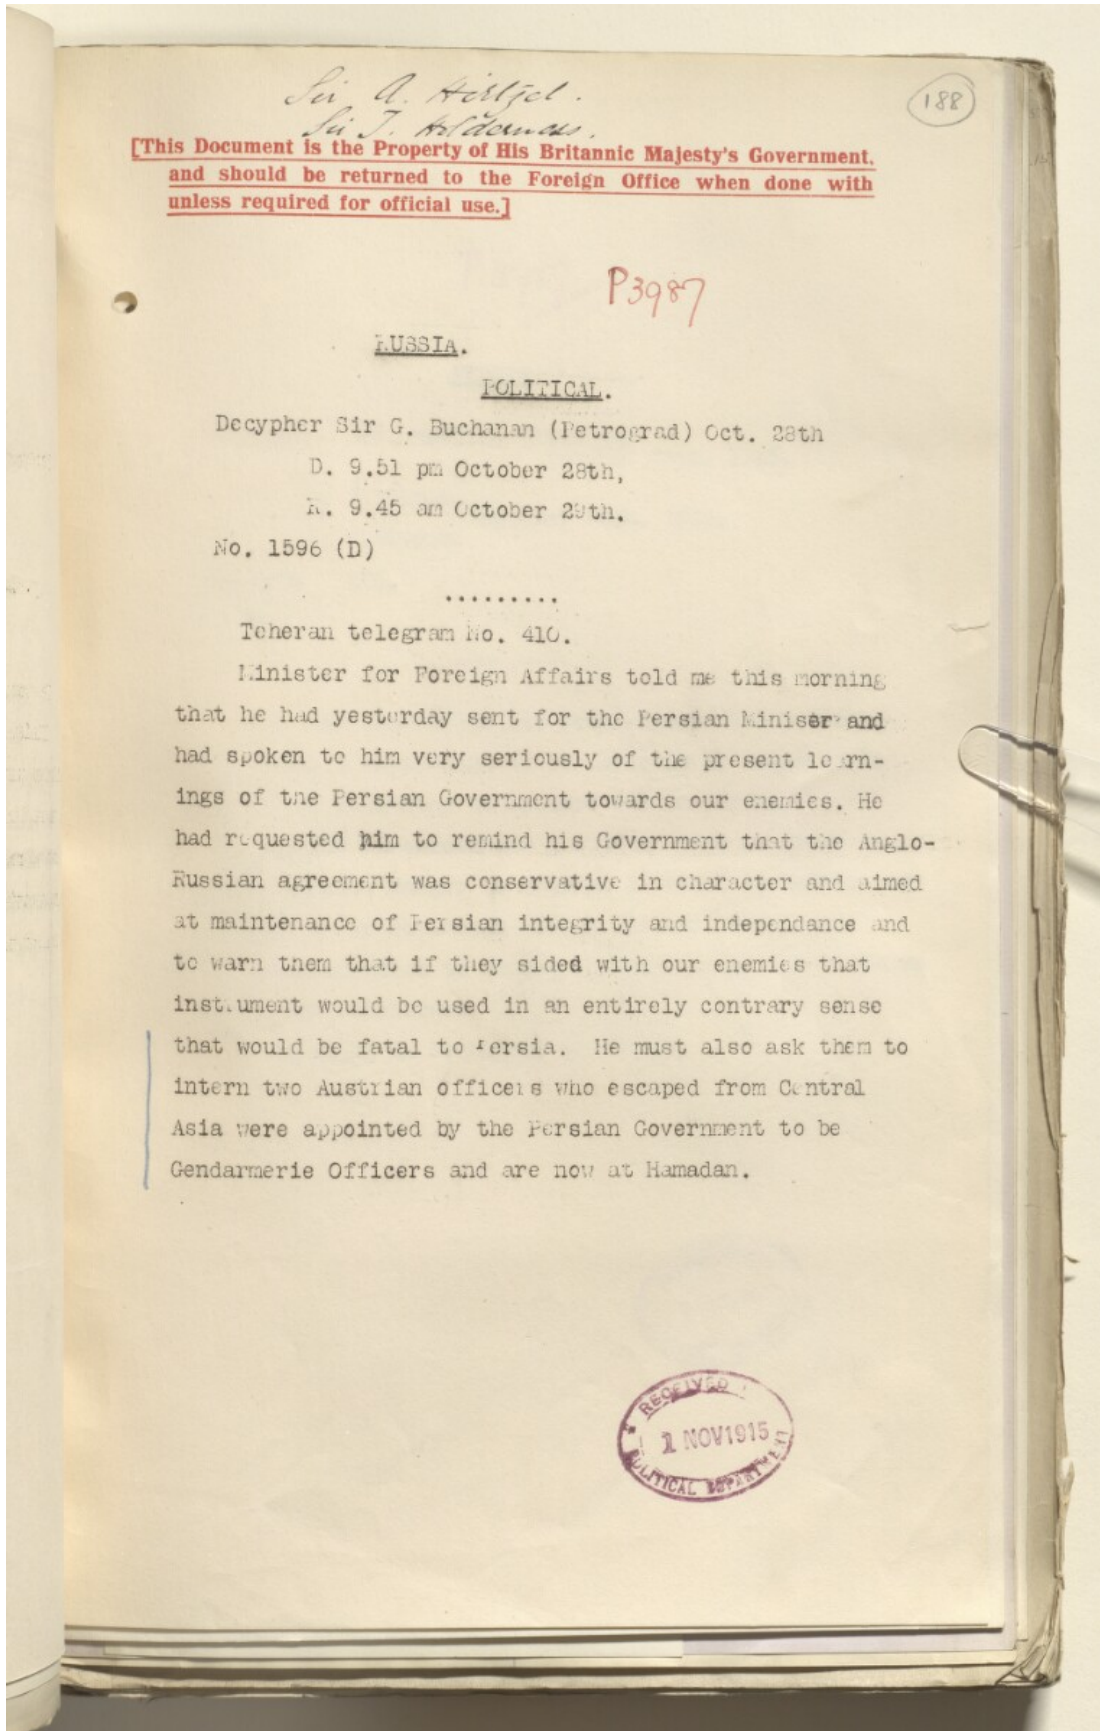 Sir A. Hirtzel.
Sir T. Holderness.
188
[This Document is the Property of His Britannic Majesty's Government,
and should be returned to the Foreign Office when done with
unless required for official use.]
P3987
RUSSIA.
POLITICAL.
Decypher Sir G. Buchanan (Petrograd) Oct. 28th
D. 9.51 pm October 28th,
R. 9.45 am October 29th.
No. 1596 (D)
.........
Teheran telegram No. 410.
Minister for Foreign Affairs told me this morning
that he had yesterday sent for the Persian Miniser and
had spoken to him very seriously of the present learn-
ings of the Persian Government towards our enemies. He
had requested him to remind his Government that the Anglo-
Russian agreement was conservative in character and aimed
at maintenance of Persian integrity and independance and
to warn them that if they sided with our enemies that
instrument would be used in an entirely contrary sense
that would be fatal to Persia. He must also ask them to
intern two Austrian officers who escaped from Central
Asia were appointed by the Persian Government to be
Gendarmerie Officers and are now at Hamadan.
RECEIVED
1 NOV 1915
POLITICAL DEPARTMENT